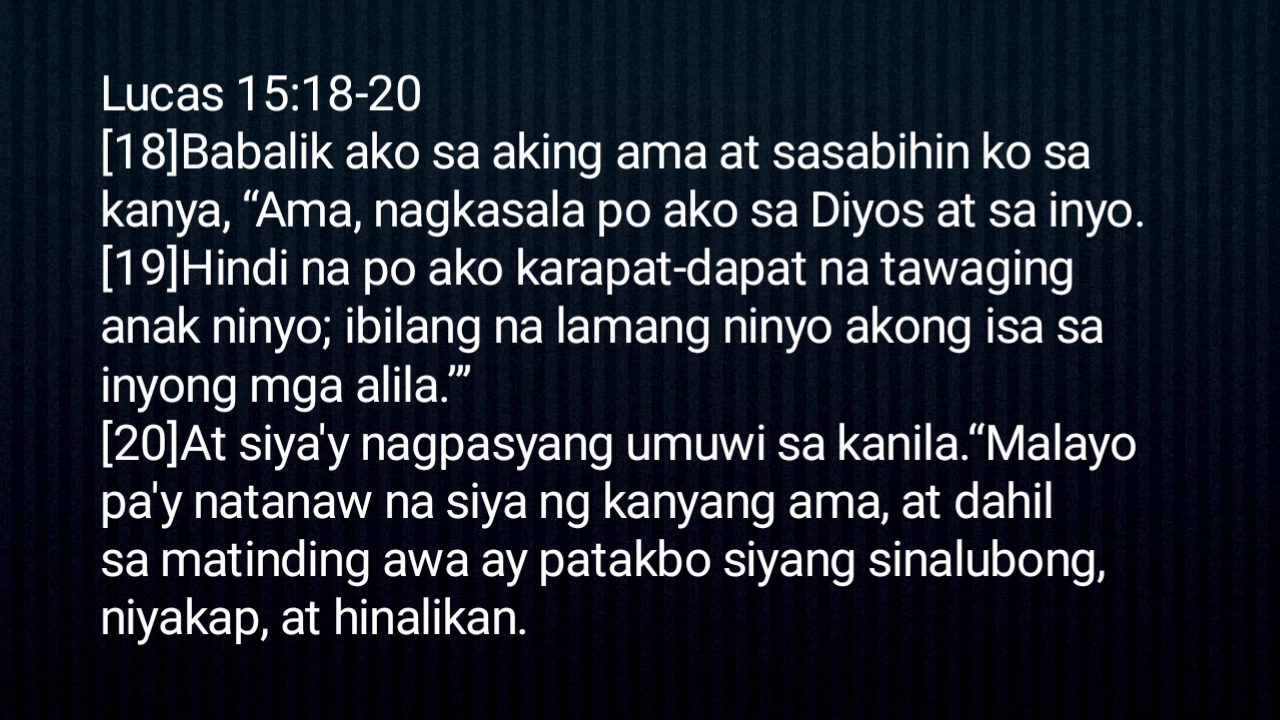 Lucas 15:18-20
[18]Babalik ako sa aking ama at sasabihin ko sa
kanya, “Ama, nagkasala po ako sa Diyos at sa inyo.
[19]Hindi na po ako karapat-dapat na tawaging
anak ninyo; ibilang na lamang ninyo akong isa sa
inyong mga alila.’”
[20]At siya'y nagpasyang umuwi sa kanila.“Malayo
pa'y natanaw na siya ng kanyang ama, at dahil
sa matinding awa ay patakbo siyang sinalubong,
niyakap, at hinalikan.